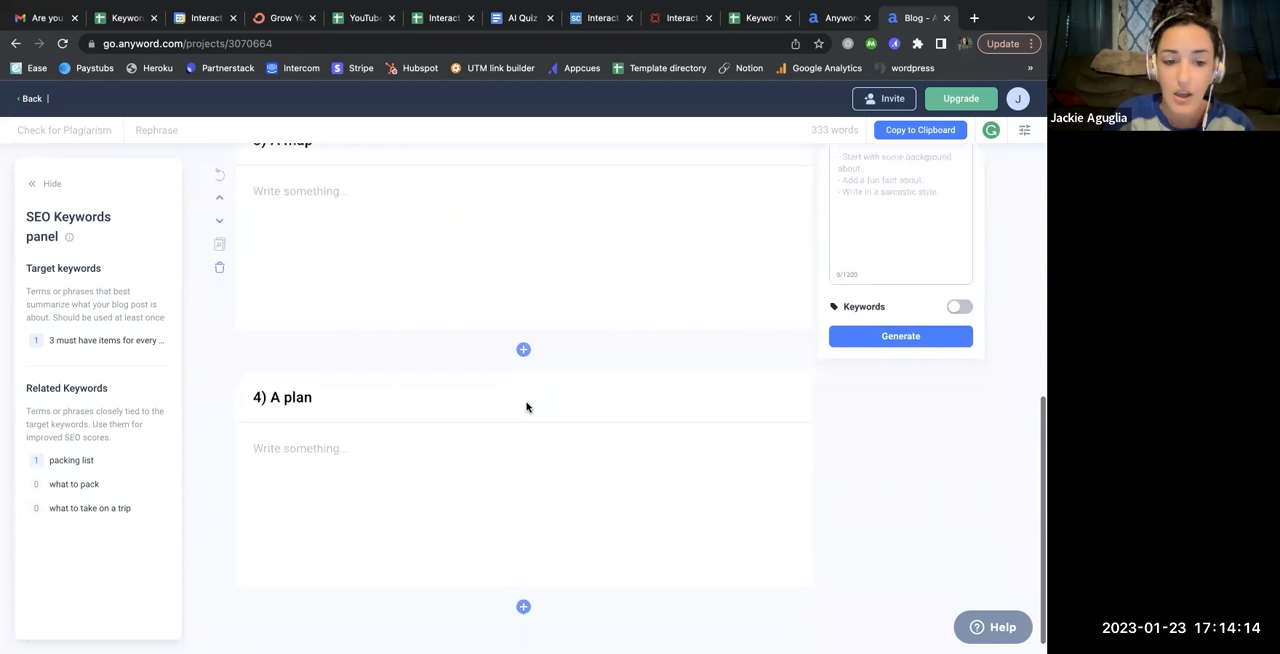 Are you
Keyword
Interact
Grow Y
YouTube
Interact
AI Quiz
Interact
Interact
Keywor
Anywor
Blog - A
go.anyword.com/projects/3070664
Update
Ease
Paystubs
Heroku
Partnerstack
Intercom
Stripe
Hubspot
UTM link builder
Appcues
Template directory
Notion
Google Analytics
wordpress
»
‹ Back |
Invite
Upgrade
J
Jackie Aguglia
Check for Plagiarism
Rephrase
333 words
Copy to Clipboard
« Hide
SEO Keywords
panel
Target keywords
Terms or phrases that best
summarize what your blog post is
about. Should be used at least once
1 3 must have items for every ...
Related Keywords
Terms or phrases closely tied to the
target keywords. Use them for
improved SEO scores.
1 packing list
0 what to pack
0 what to take on a trip
3) A map
Write something...
4) A plan
Write something...
- Start with some background
about..
- Add a fun fact about..
- Write in a sarcastic style.
0/1200
Keywords
Generate
Help
2023-01-23 17:14:14